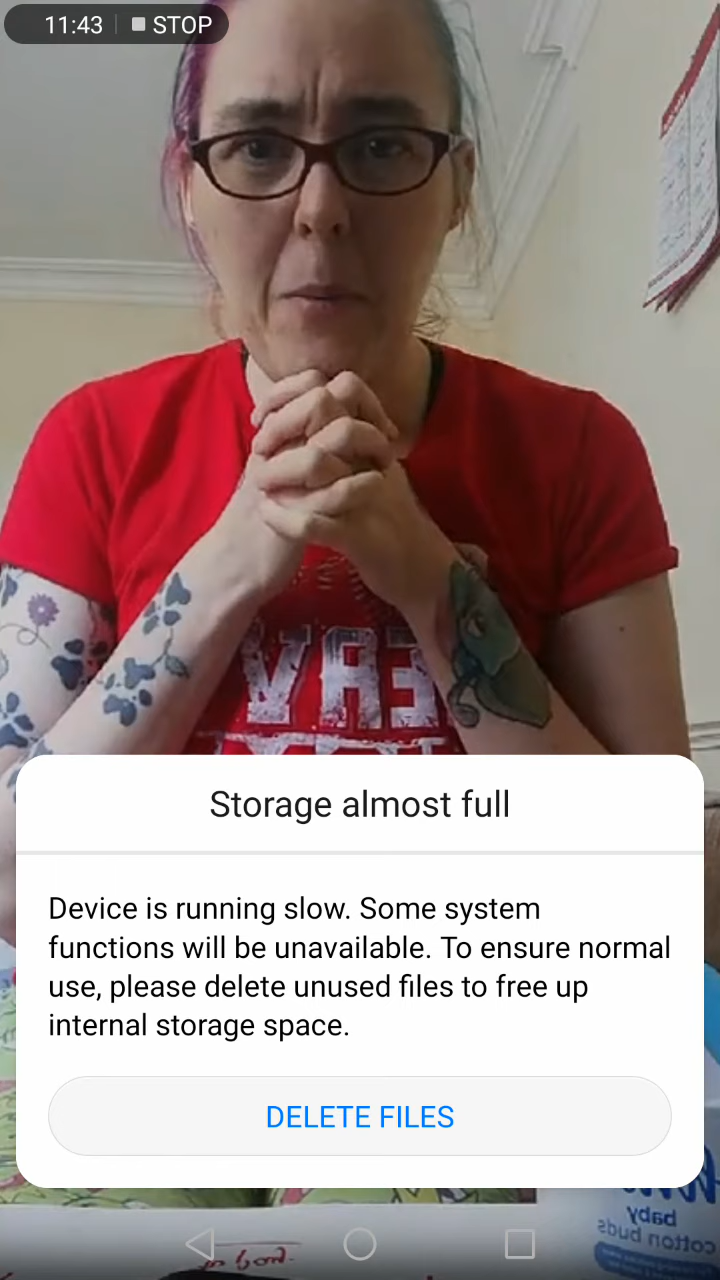 11:43
STOP
Storage almost full
Device is running slow. Some system
functions will be unavailable. To ensure normal
use, please delete unused files to free up
internal storage space.
DELETE FILES
baby
cotton buds